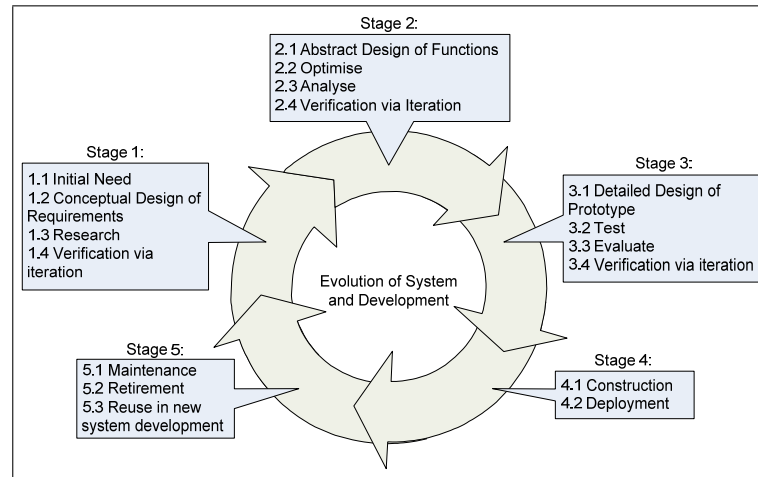 Stage 1:
1.1 Initial Need
1.2 Conceptual Design of
Requirements
1.3 Research
1.4 Verification via
iteration
Stage 2:
2.1 Abstract Design of Functions
2.2 Optimise
2.3 Analyse
2.4 Verification via Iteration
Stage 3:
3.1 Detailed Design of
Prototype
3.2 Test
3.3 Evaluate
3.4 Verification via iteration
Evolution of System
and Development
Stage 4:
4.1 Construction
4.2 Deployment
Stage 5:
5.1 Maintenance
5.2 Retirement
5.3 Reuse in new
system development